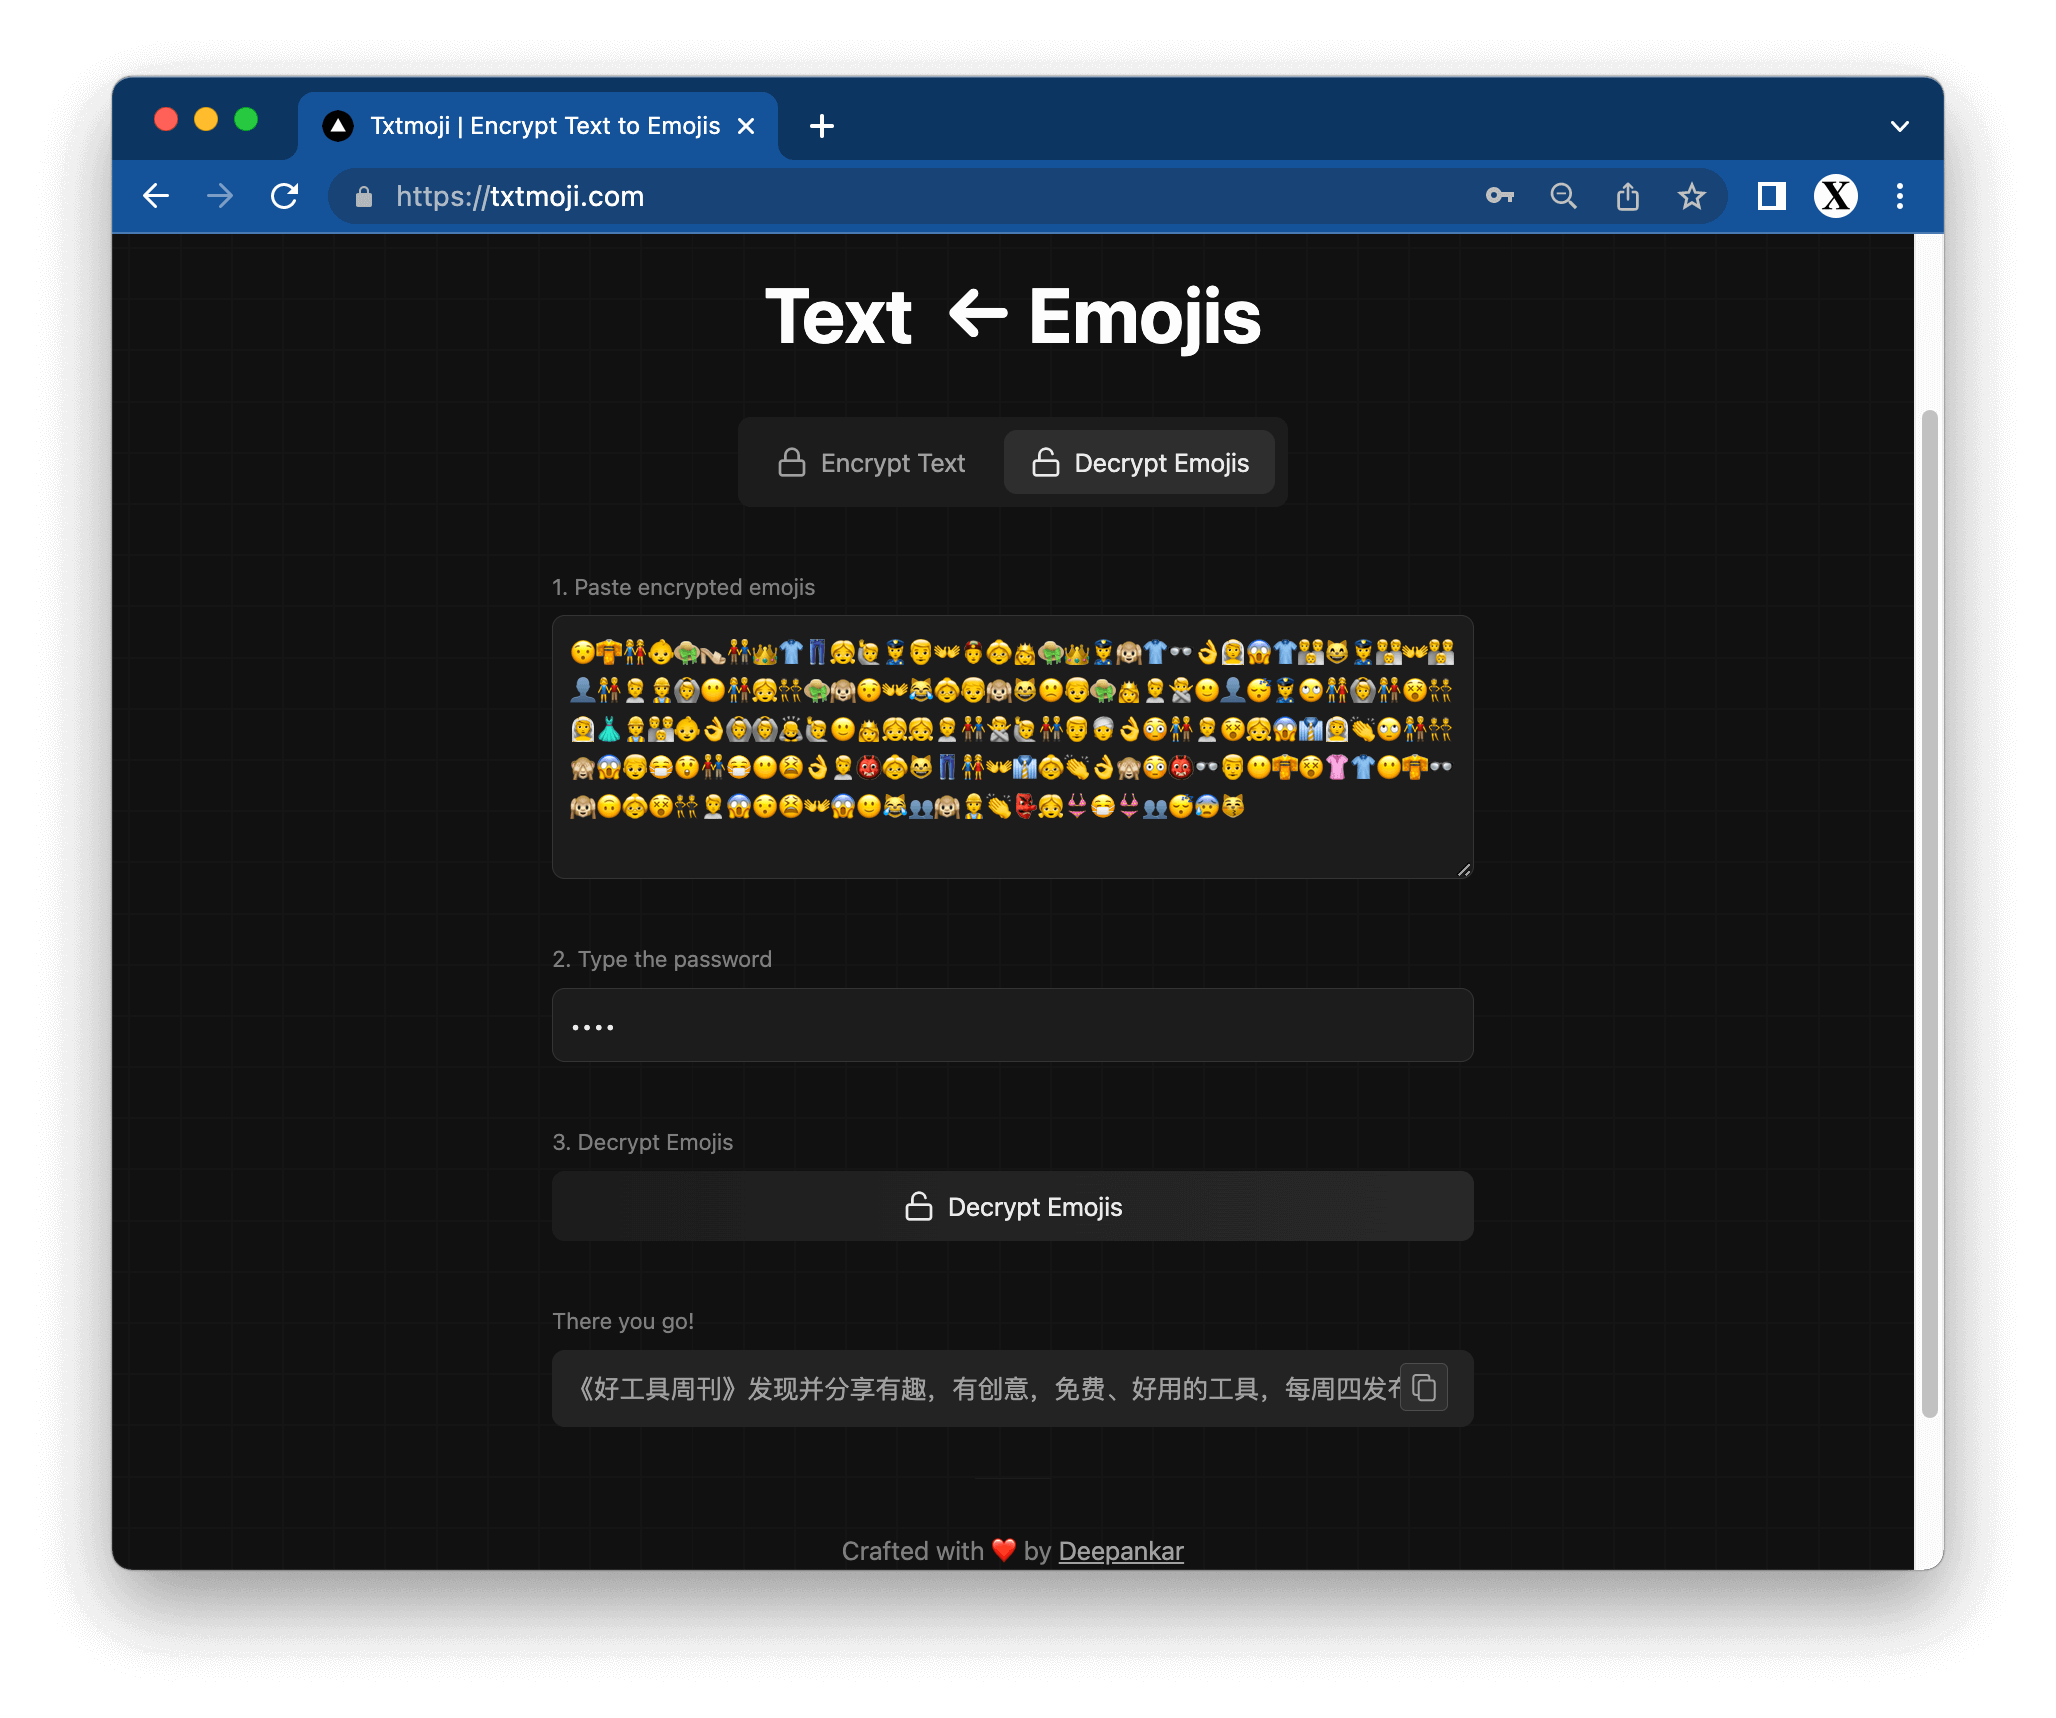 Txtmoji | Encrypt Text to Emojis
https://txtmoji.com
X
Text ← Emojis
Encrypt Text
Decrypt Emojis
1. Paste encrypted emojis
2. Type the password
••••
3. Decrypt Emojis
Decrypt Emojis
There you go!
《好工具周刊》发现并分享有趣，有创意，免费、好用的工具，每周四发
Crafted with ❤️ by Deepankar